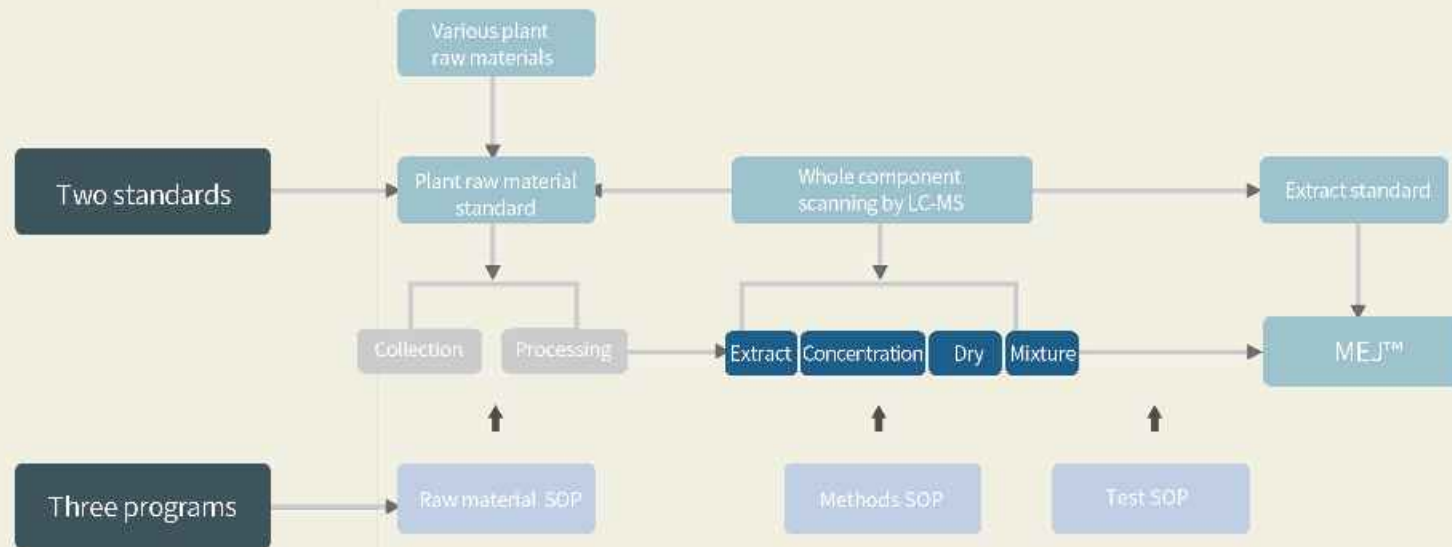 Various plant
raw materials
Two standards
Plant raw material
standard
Whole component
scanning by LC-MS
Extract standard
Collection
Processing
Extract
Concentration
Dry
Mixture
MEJ™
Three programs
Raw material SOP
Methods SOP
Test SOP